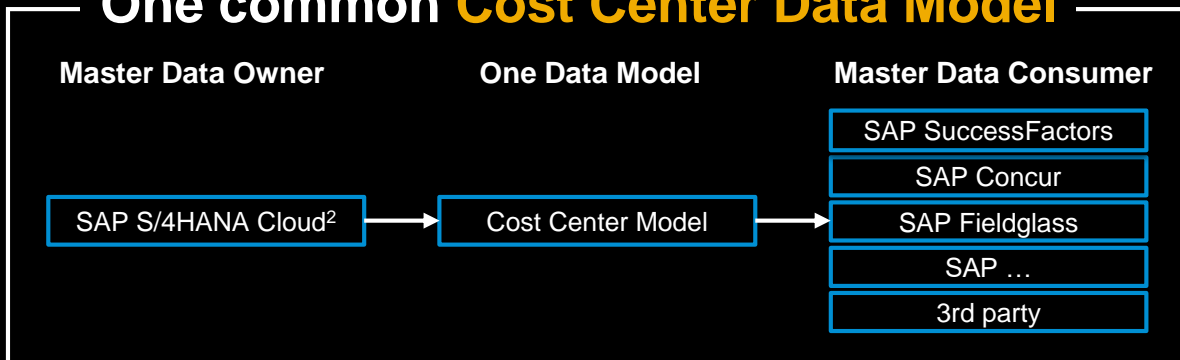 One common Cost Center Data Model
Master Data Owner
One Data Model
Master Data Consumer
SAP SuccessFactors
SAP Concur
SAP S/4HANA Cloud²
Cost Center Model
SAP Fieldglass
SAP …
3rd party